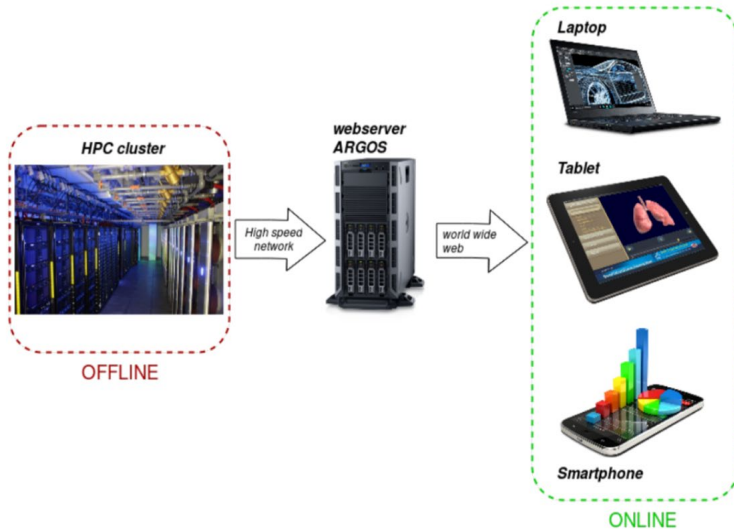 Laptop
webserver
ARGOS
HPC cluster
High speed
network
world wide
web
Tablet
OFFLINE
Smartphone
ONLINE